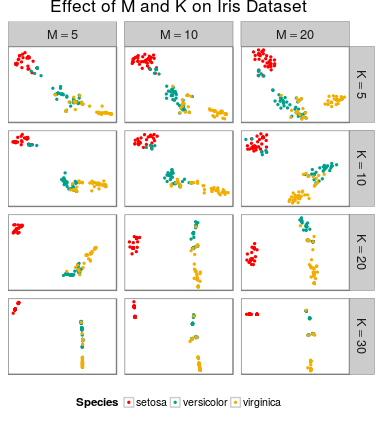 Effect of M and K on Iris Dataset
M = 5
M = 10
M = 20
K = 5
K = 10
K = 20
K = 30
Species setosa versicolor virginica